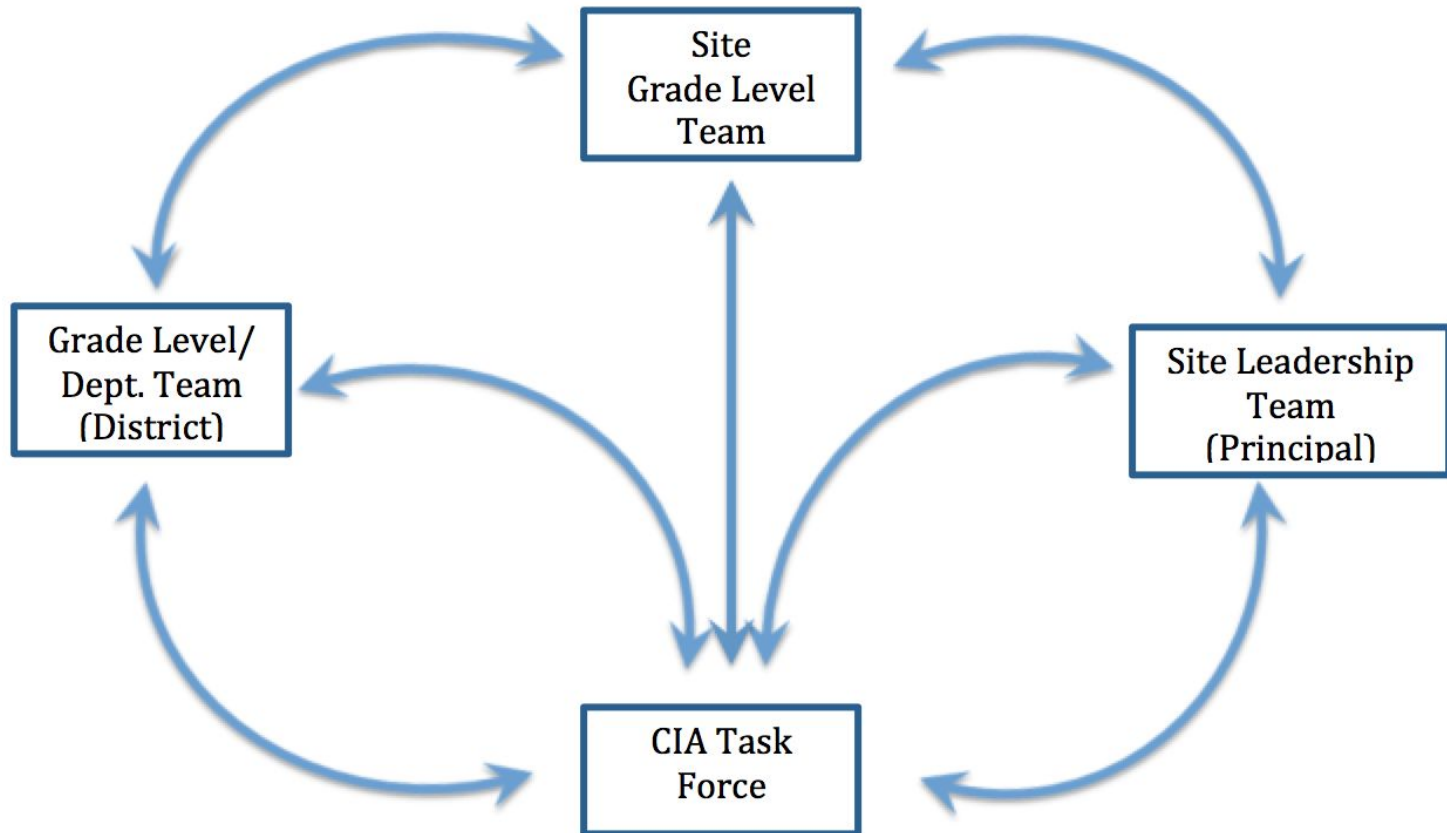 Site
Grade Level
Team
Grade Level/
Dept. Team
(District)
Site Leadership
Team
(Principal)
CIA Task
Force